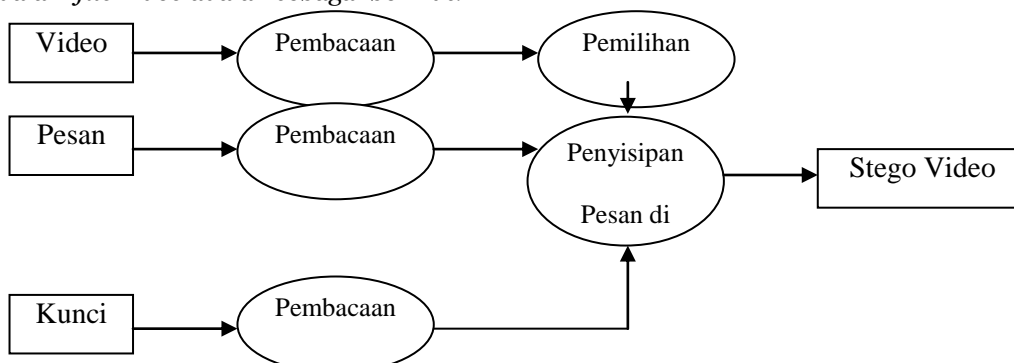 Video
Pembacaan
Pemilihan
Pesan
Pembacaan
Penyisipan
Pesan di
Stego Video
Kunci
Pembacaan